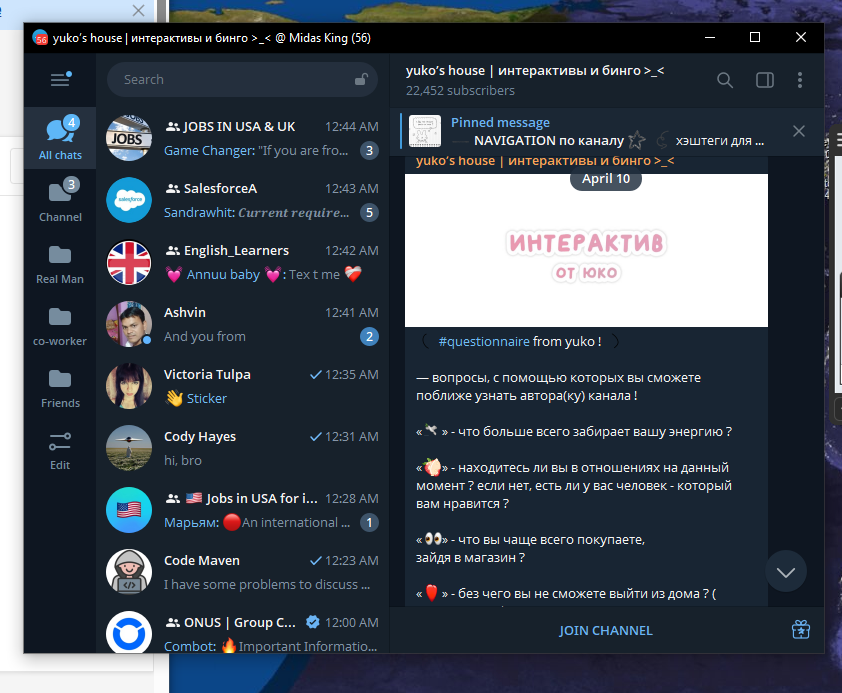 yuko’s house | интерактивы и бинго >_< @ Midas King (56)
56
Search
4
All chats
3
Channel
Real Man
co-worker
Friends
Edit
JOBS
JOBS IN USA & UK 12:44 AM
Game Changer: "If you are fro... 3
salesforce
SalesforceA 12:43 AM
Sandrawhit: Current require... 5
English_Learners 12:42 AM
💓 Annuu baby 💓: Tex t me ❤️‍🩹
Ashvin 12:41 AM
And you from 2
Victoria Tulpa 12:35 AM
👋 Sticker
Cody Hayes 12:31 AM
hi, bro
🇺🇸 Jobs in USA for i... 12:28 AM
Марьям: 🔴An international ... 1
Code Maven 12:23 AM
I have some problems to discuss ...
ONUS | Group C... 12:00 AM
Combot: 🔥Important Informatio...
yuko’s house | интерактивы и бинго >_<
22,452 subscribers
Pinned message
NAVIGATION по каналу хэштеги для ...
yuko’s house | интерактивы и бинго >_<
April 10
ИНТЕРАКТИВ
ОТ ЮКО
#questionnaire from yuko !
— вопросы, с помощью которых вы сможете
поближе узнать автора(ку) канала !
« » - что больше всего забирает вашу энергию ?
« » - находитесь ли вы в отношениях на данный
момент ? если нет, есть ли у вас человек - который
вам нравится ?
«👀» - что вы чаще всего покупаете,
зайдя в магазин ?
« » - без чего вы не сможете выйти из дома ? (
JOIN CHANNEL